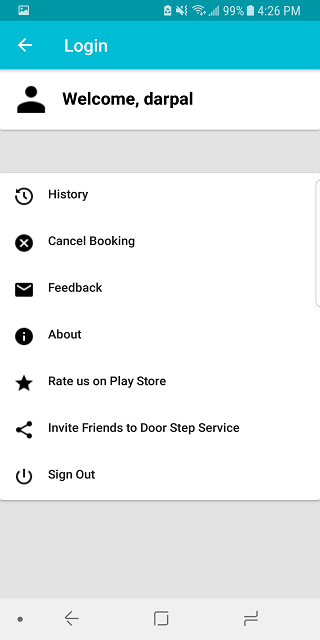 99% 4:26 PM
Login
Welcome, darpal
History
Cancel Booking
Feedback
About
Rate us on Play Store
Invite Friends to Door Step Service
Sign Out